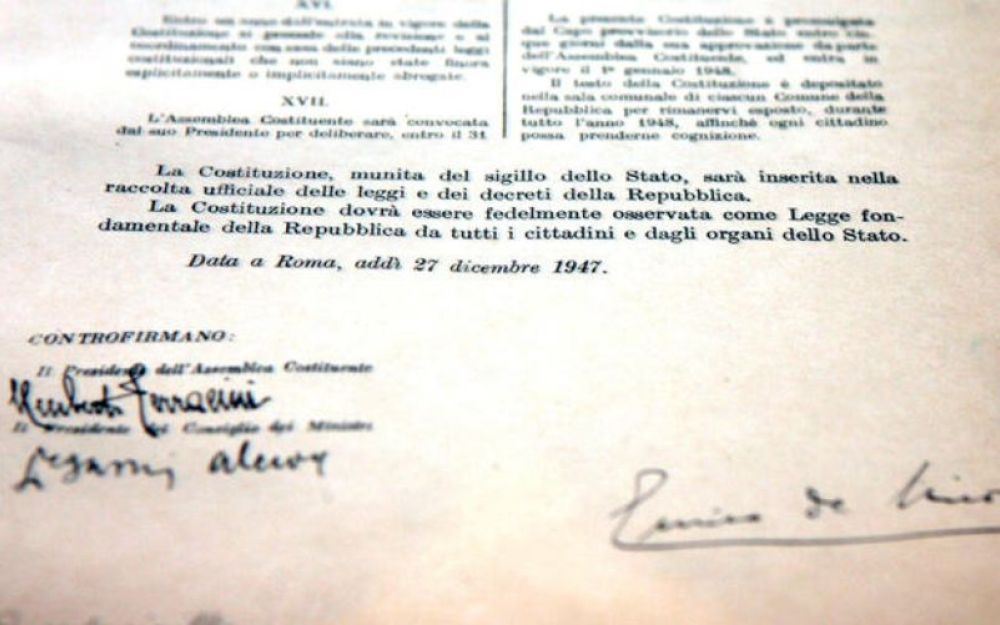 XVI.
Entro un anno dall'entrata in vigore della
Costituzione si procede alla revisione e al
coordinamento con essa delle precedenti leggi
costituzionali che non siano state finora
esplicitamente o implicitamente abrogate.
XVII.
L'Assemblea Costituente sarà convocata
dal suo Presidente per deliberare, entro il 31
La presente Costituzione è promulgata
dal Capo provvisorio dello Stato entro cin-
que giorni dalla sua approvazione da parte
dell'Assemblea Costituente, ed entra in
vigore il 1° gennaio 1948.
Il testo della Costituzione è depositato
nella sala comunale di ciascun Comune della
Repubblica per rimanervi esposto, durante
tutto l'anno 1948, affinchè ogni cittadino
possa prenderne cognizione.
La Costituzione, munita del sigillo dello Stato, sarà inserita nella
raccolta ufficiale delle leggi e dei decreti della Repubblica.
La Costituzione dovrà essere fedelmente osservata come Legge fon-
damentale della Repubblica da tutti i cittadini e dagli organi dello Stato.
Data a Roma, addì 27 dicembre 1947.
CONTROFIRMANO:
Il Presidente dell'Assemblea Costituente
Umberto Terracini
Il Presidente del Consiglio dei Ministri
Enrico de Nico